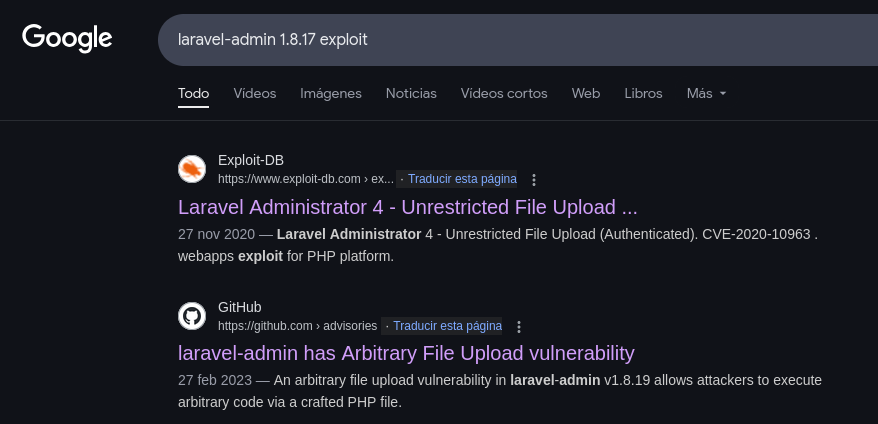 Google
laravel-admin 1.8.17 exploit
Todo Vídeos Imágenes Noticias Vídeos cortos Web Libros Más
Exploit-DB
https://www.exploit-db.com › ex... · Traducir esta página
Laravel Administrator 4 - Unrestricted File Upload ...
27 nov 2020 — Laravel Administrator 4 - Unrestricted File Upload (Authenticated). CVE-2020-10963 .
webapps exploit for PHP platform.
GitHub
https://github.com › advisories · Traducir esta página
laravel-admin has Arbitrary File Upload vulnerability
27 feb 2023 — An arbitrary file upload vulnerability in laravel-admin v1.8.19 allows attackers to execute
arbitrary code via a crafted PHP file.